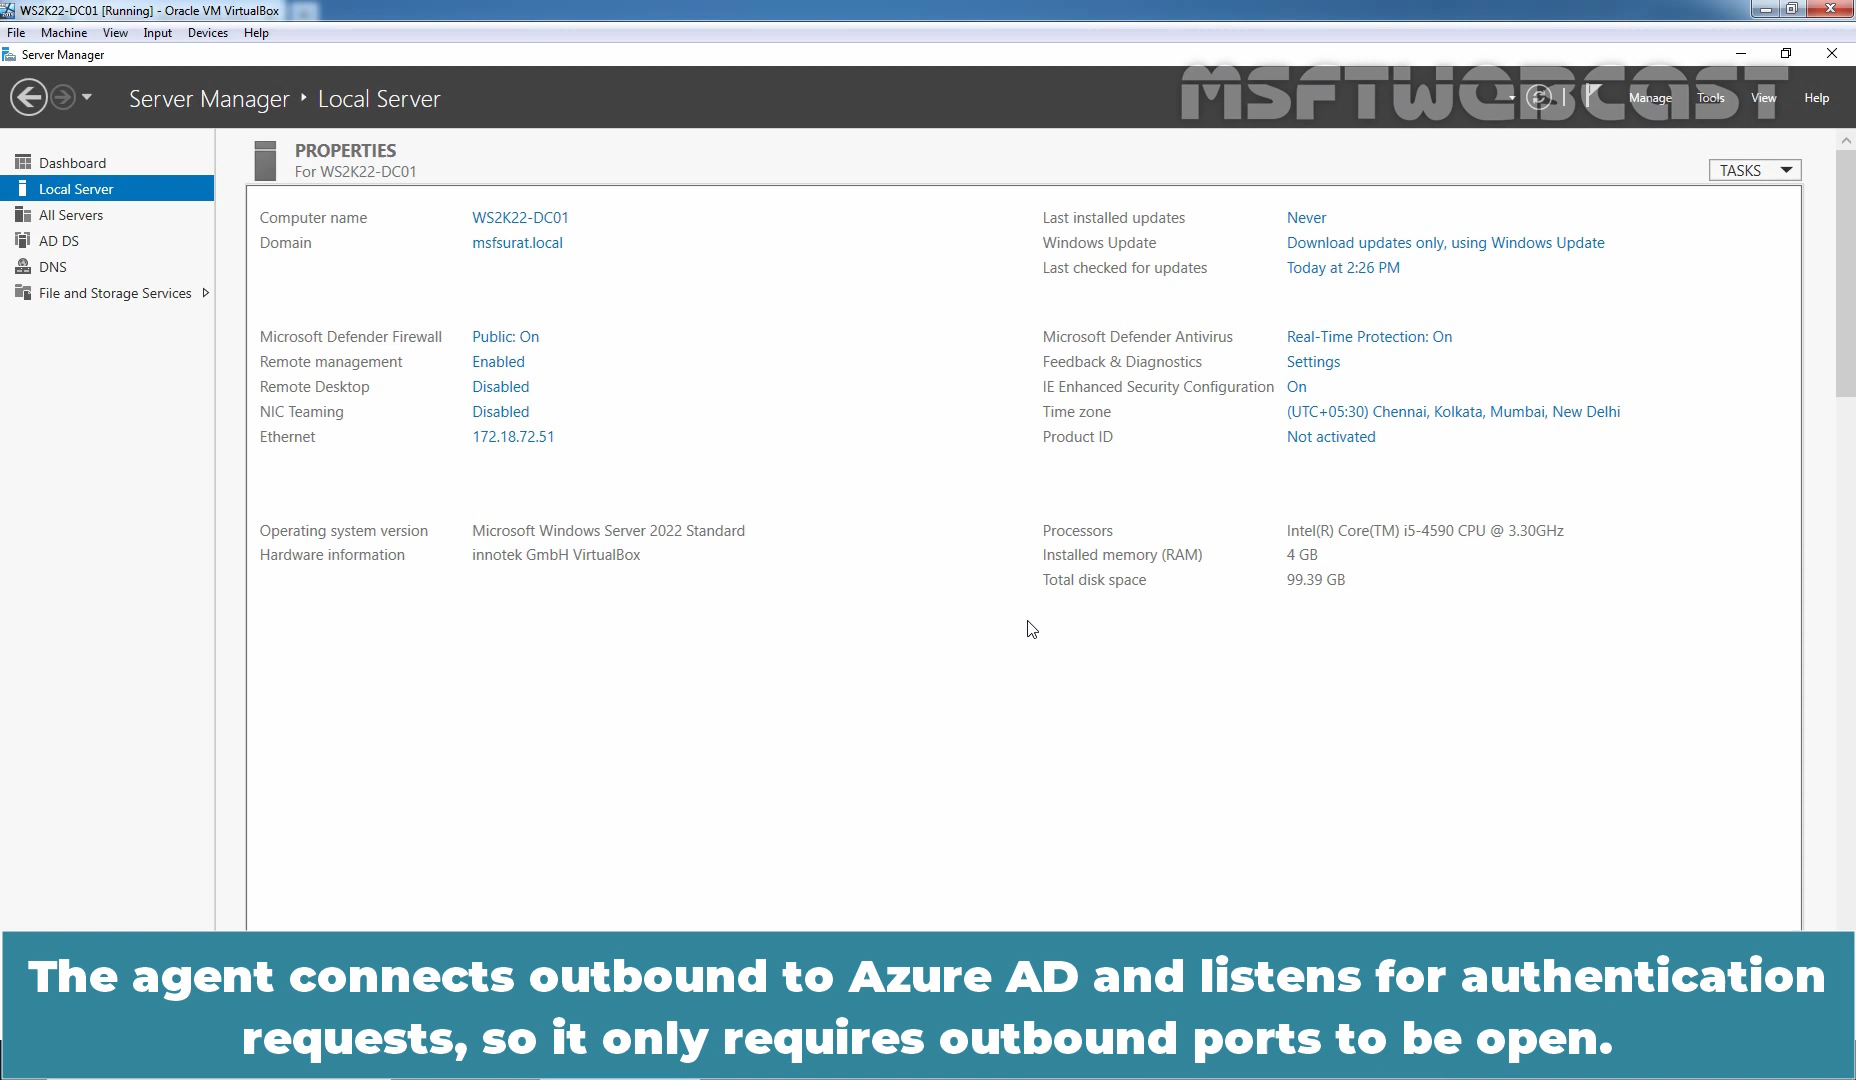 WS2K22-DC01 [Running] - Oracle VM VirtualBox
File Machine View Input Devices Help
Server Manager
Server Manager ‣ Local Server
MSFTWEBCAST
Manage Tools View Help
Dashboard
Local Server
All Servers
AD DS
DNS
File and Storage Services
PROPERTIES
For WS2K22-DC01
TASKS
Computer name WS2K22-DC01
Domain msfsurat.local
Last installed updates Never
Windows Update Download updates only, using Windows Update
Last checked for updates Today at 2:26 PM
Microsoft Defender Firewall Public: On
Remote management Enabled
Remote Desktop Disabled
NIC Teaming Disabled
Ethernet 172.18.72.51
Microsoft Defender Antivirus Real-Time Protection: On
Feedback & Diagnostics Settings
IE Enhanced Security Configuration On
Time zone (UTC+05:30) Chennai, Kolkata, Mumbai, New Delhi
Product ID Not activated
Operating system version Microsoft Windows Server 2022 Standard
Hardware information innotek GmbH VirtualBox
Processors Intel(R) Core(TM) i5-4590 CPU @ 3.30GHz
Installed memory (RAM) 4 GB
Total disk space 99.39 GB
The agent connects outbound to Azure AD and listens for authentication
requests, so it only requires outbound ports to be open.